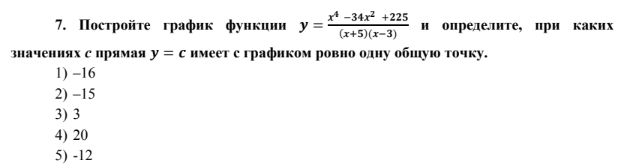 7. Постройте график функции y = \frac{x^4 −34x^2 +225}{(x+5)(x−3)} и определите, при каких
значениях c прямая y = c имеет с графиком ровно одну общую точку.
1) –16
2) –15
3) 3
4) 20
5) -12